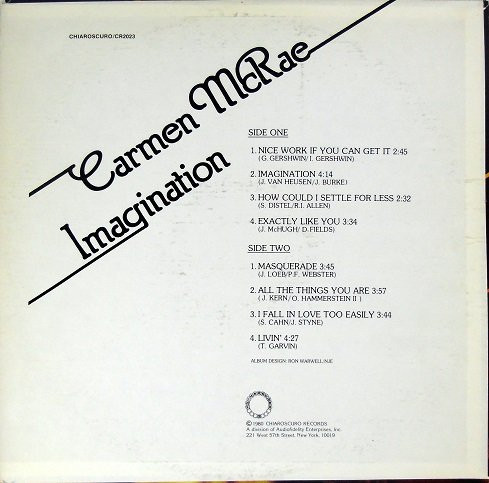 CHIAROSCURO/CR2023
Carmen McRae
Imagination
SIDE ONE
1. NICE WORK IF YOU CAN GET IT 2:45
(G. GERSHWIN/ I. GERSHWIN)
2. IMAGINATION 4:14
(J. VAN HEUSEN/J. BURKE)
3. HOW COULD I SETTLE FOR LESS 2:32
(S. DISTEL/R.I. ALLEN)
4. EXACTLY LIKE YOU 3:34
(J. McHUGH/ D.FIELDS)
SIDE TWO
1. MASQUERADE 3:45
(J. LOEB/P.F. WEBSTER)
2. ALL THE THINGS YOU ARE 3:57
( J. KERN/O. HAMMERSTEIN II )
3. I FALL IN LOVE TOO EASILY 3:44
(S. CAHN/J. STYNE)
4. LIVIN' 4:27
(T. GARVIN)
ALBUM DESIGN: RON WARWELL/NJE
© 1980 CHIAROSCURO RECORDS
A division of Audiofidelity Enterprises, Inc.
221 West 57th Street, New York, 10019